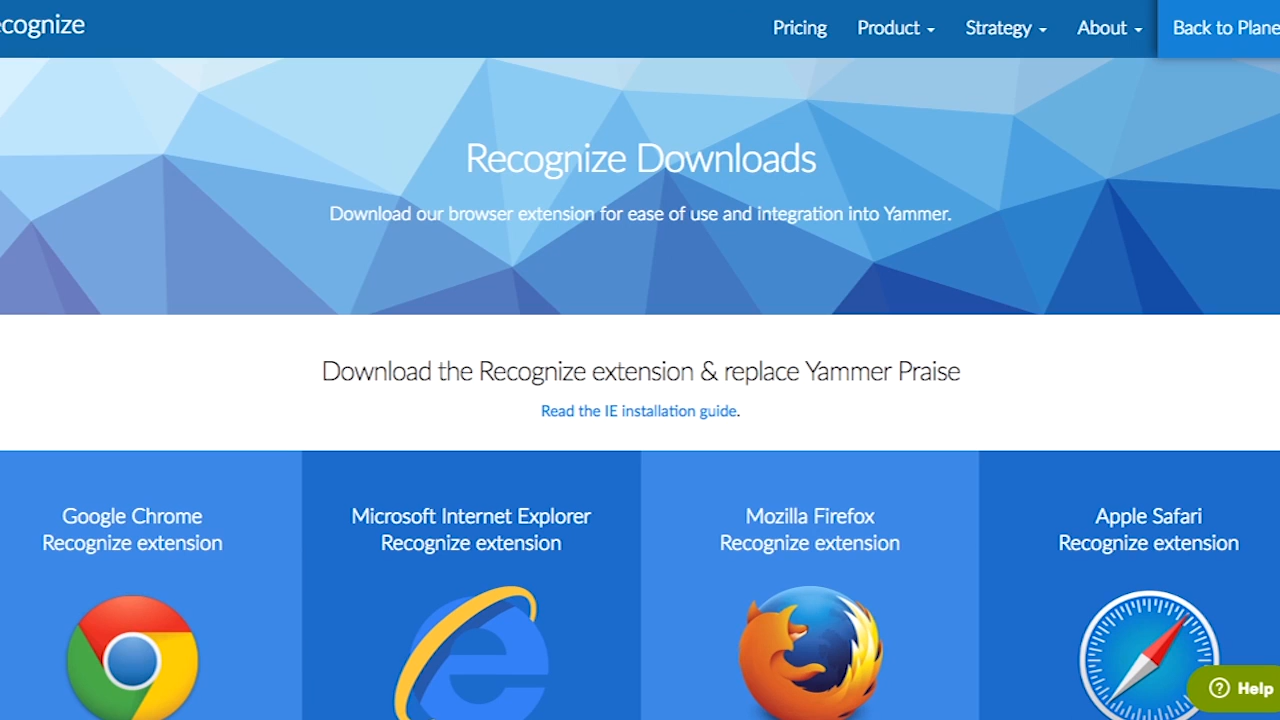 ecognize
Pricing
Product
Strategy
About
Back to Plane
Recognize Downloads
Download our browser extension for ease of use and integration into Yammer.
Download the Recognize extension & replace Yammer Praise
Read the IE installation guide.
Google Chrome
Recognize extension
Microsoft Internet Explorer
Recognize extension
Mozilla Firefox
Recognize extension
Apple Safari
Recognize extension
Help